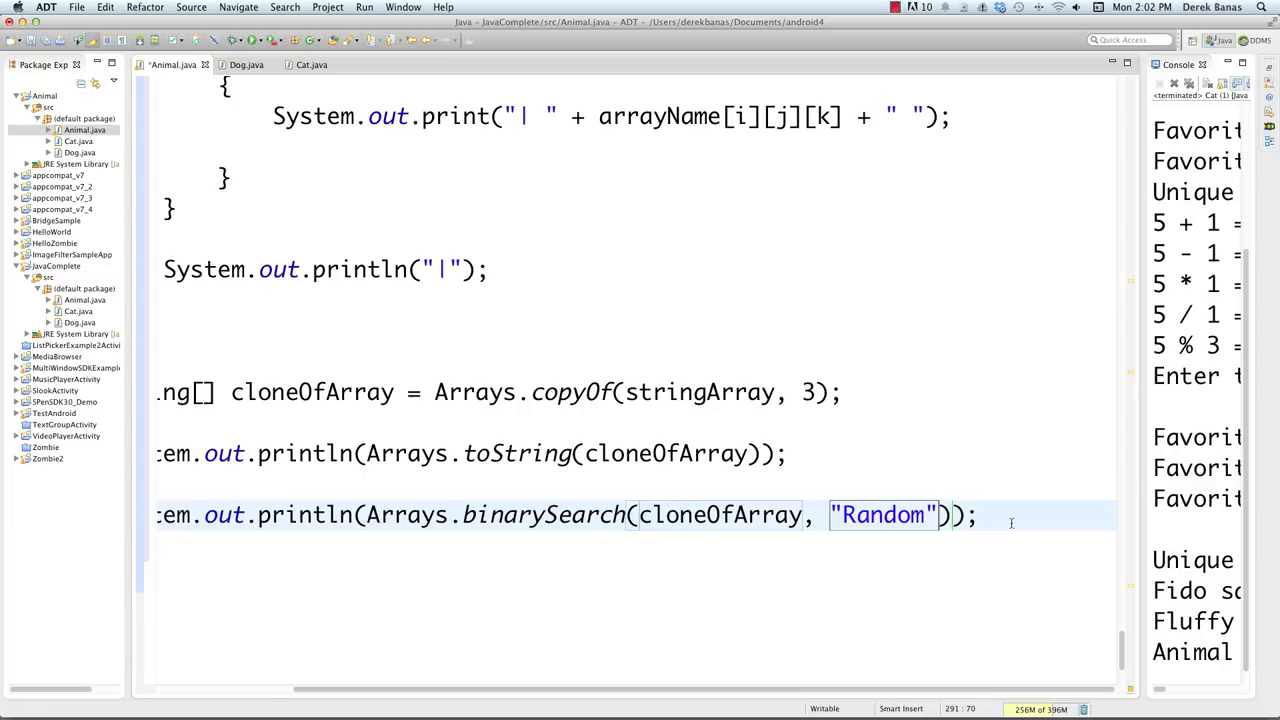 ADT File Edit Refactor Source Navigate Search Project Run Window Help 10 Mon 2:02 PM Derek Banas
Java - JavaComplete/src/Animal.java - ADT - /Users/derekbanas/Documents/android4
Quick Access Java DDMS
Package Exp
*Animal.java Dog.java Cat.java
Console
<terminated> Cat (1) [Java
Animal
src
(default package)
Animal.java
Cat.java
Dog.java
JRE System Library [Ja
appcompat_v7
appcompat_v7_2
appcompat_v7_3
appcompat_v7_4
BridgeSample
HelloWorld
HelloZombie
ImageFilterSampleApp
JavaComplete
src
(default package)
Animal.java
Cat.java
Dog.java
JRE System Library [Ja
ListPickerExample2Activi
MediaBrowser
MultiWindowSDKExample
MusicPlayerActivity
SlookActivity
SPenSDK30_Demo
TestAndroid
TextGroupActivity
VideoPlayerActivity
Zombie
Zombie2
{
System.out.print("| " + arrayName[i][j][k] + " ");
}
}
System.out.println("|");
ing[] cloneOfArray = Arrays.copyOf(stringArray, 3);
tem.out.println(Arrays.toString(cloneOfArray));
tem.out.println(Arrays.binarySearch(cloneOfArray, "Random"));
Favorit
Favorit
Unique
5 + 1 =
5 - 1 =
5 * 1 =
5 / 1 =
5 % 3 =
Enter t
Favorit
Favorit
Favorit
Unique
Fido sa
Fluffy
Animal
Writable Smart Insert 291 : 70 256M of 396M